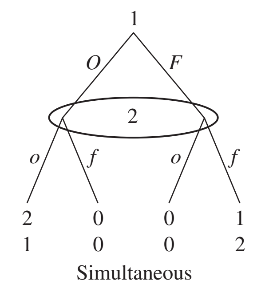 1
O F
2
o f o f
2 0 0 1
1 0 0 2
Simultaneous